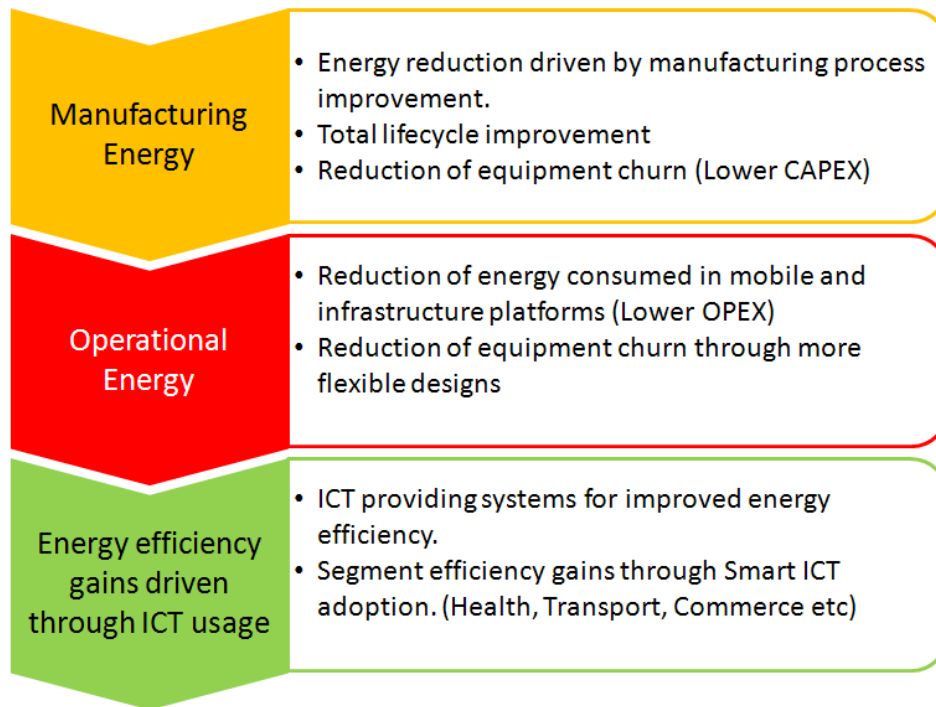 Manufacturing
Energy
• Energy reduction driven by manufacturing process
improvement.
• Total lifecycle improvement
• Reduction of equipment churn (Lower CAPEX)
Operational
Energy
• Reduction of energy consumed in mobile and
infrastructure platforms (Lower OPEX)
• Reduction of equipment churn through more
flexible designs
Energy efficiency
gains driven
through ICT usage
• ICT providing systems for improved energy
efficiency.
• Segment efficiency gains through Smart ICT
adoption. (Health, Transport, Commerce etc)